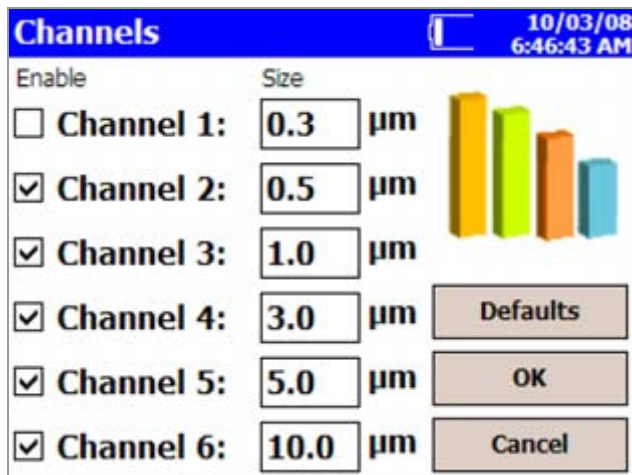 Channels
10/03/08
6:46:43 AM
Enable Size
Channel 1: 0.3 µm
Channel 2: 0.5 µm
Channel 3: 1.0 µm
Channel 4: 3.0 µm
Defaults
Channel 5: 5.0 µm
OK
Channel 6: 10.0 µm
Cancel